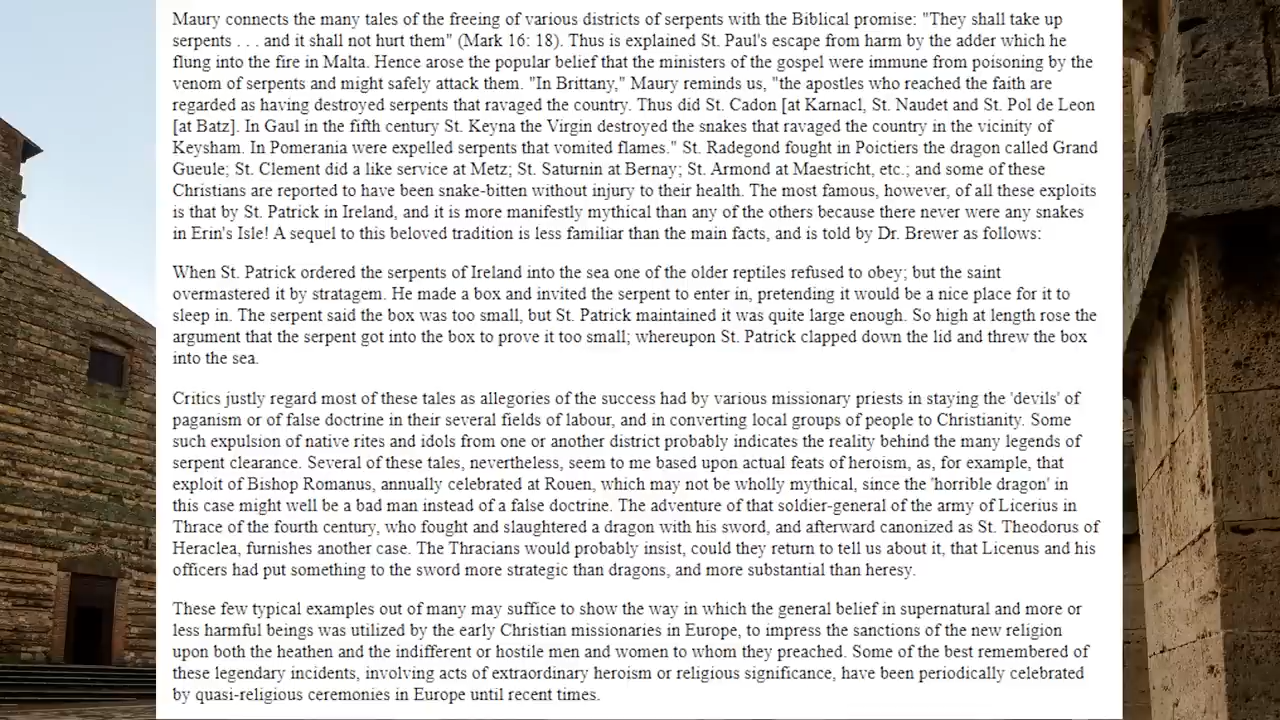 Maury connects the many tales of the freeing of various districts of serpents with the Biblical promise: "They shall take up
serpents . . . and it shall not hurt them" (Mark 16: 18). Thus is explained St. Paul's escape from harm by the adder which he
flung into the fire in Malta. Hence arose the popular belief that the ministers of the gospel were immune from poisoning by the
venom of serpents and might safely attack them. "In Brittany," Maury reminds us, "the apostles who reached the faith are
regarded as having destroyed serpents that ravaged the country. Thus did St. Cadon [at Karnacl, St. Naudet and St. Pol de Leon
[at Batz]. In Gaul in the fifth century St. Keyna the Virgin destroyed the snakes that ravaged the country in the vicinity of
Keysham. In Pomerania were expelled serpents that vomited flames." St. Radegond fought in Poictiers the dragon called Grand
Gueule; St. Clement did a like service at Metz; St. Saturnin at Bernay; St. Armond at Maestricht, etc.; and some of these
Christians are reported to have been snake-bitten without injury to their health. The most famous, however, of all these exploits
is that by St. Patrick in Ireland, and it is more manifestly mythical than any of the others because there never were any snakes
in Erin's Isle! A sequel to this beloved tradition is less familiar than the main facts, and is told by Dr. Brewer as follows:
When St. Patrick ordered the serpents of Ireland into the sea one of the older reptiles refused to obey; but the saint
overmastered it by stratagem. He made a box and invited the serpent to enter in, pretending it would be a nice place for it to
sleep in. The serpent said the box was too small, but St. Patrick maintained it was quite large enough. So high at length rose the
argument that the serpent got into the box to prove it too small; whereupon St. Patrick clapped down the lid and threw the box
into the sea.
Critics justly regard most of these tales as allegories of the success had by various missionary priests in staying the 'devils' of
paganism or of false doctrine in their several fields of labour, and in converting local groups of people to Christianity. Some
such expulsion of native rites and idols from one or another district probably indicates the reality behind the many legends of
serpent clearance. Several of these tales, nevertheless, seem to me based upon actual feats of heroism, as, for example, that
exploit of Bishop Romanus, annually celebrated at Rouen, which may not be wholly mythical, since the 'horrible dragon' in
this case might well be a bad man instead of a false doctrine. The adventure of that soldier-general of the army of Licerius in
Thrace of the fourth century, who fought and slaughtered a dragon with his sword, and afterward canonized as St. Theodorus of
Heraclea, furnishes another case. The Thracians would probably insist, could they return to tell us about it, that Licenus and his
officers had put something to the sword more strategic than dragons, and more substantial than heresy.
These few typical examples out of many may suffice to show the way in which the general belief in supernatural and more or
less harmful beings was utilized by the early Christian missionaries in Europe, to impress the sanctions of the new religion
upon both the heathen and the indifferent or hostile men and women to whom they preached. Some of the best remembered of
these legendary incidents, involving acts of extraordinary heroism or religious significance, have been periodically celebrated
by quasi-religious ceremonies in Europe until recent times.